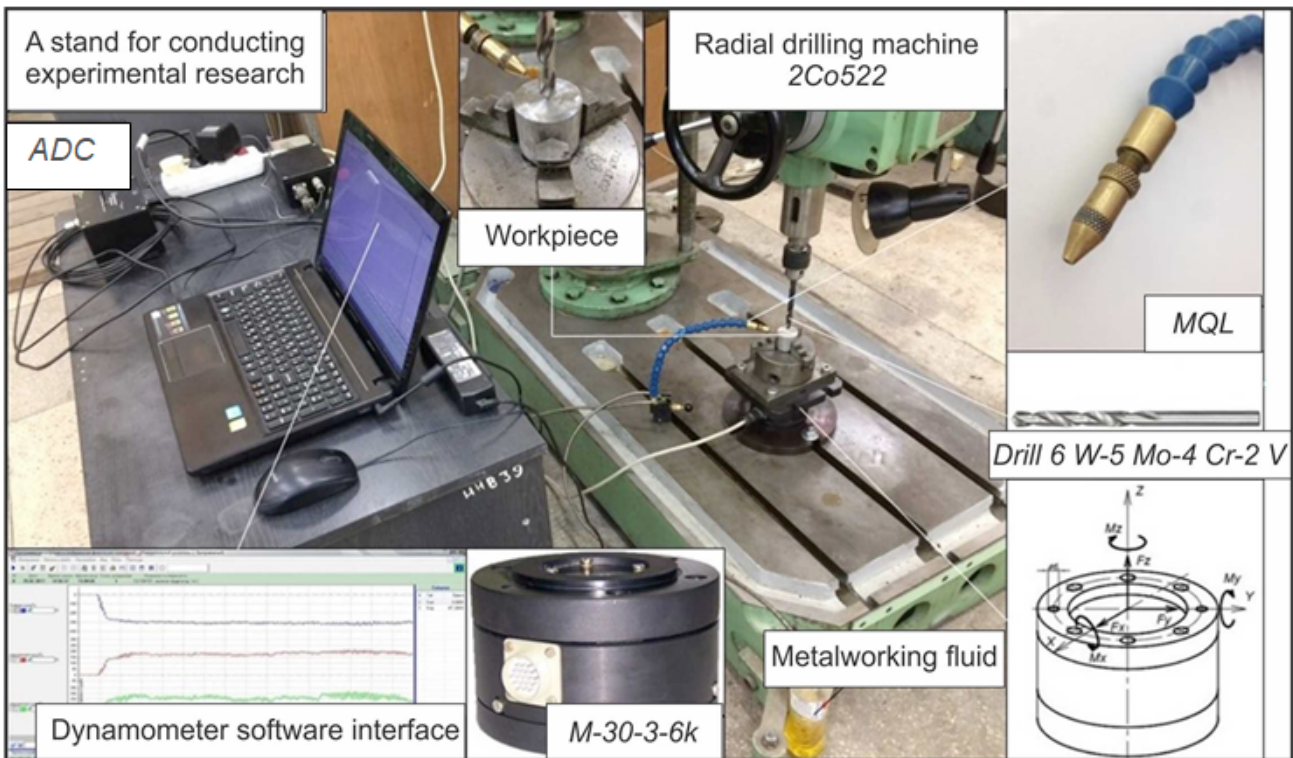 A stand for conducting
experimental research
ADC
Workpiece
Radial drilling machine
2Co522
MQL
Drill 6 W-5 Mo-4 Cr-2 V
ИНВ39
Z
Mz
Fz
My
Y
Fy
Fx
X
Mx
Metalworking fluid
Dynamometer software interface
M-30-3-6k